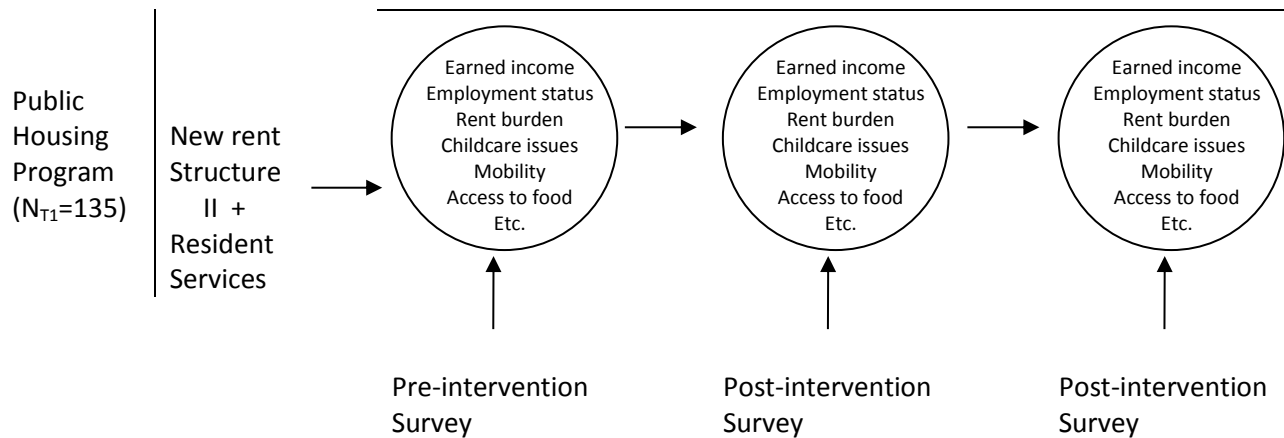 Public
Housing
Program
(N_T1=135)
New rent
Structure
II +
Resident
Services
Earned income
Employment status
Rent burden
Childcare issues
Mobility
Access to food
Etc.
Earned income
Employment status
Rent burden
Childcare issues
Mobility
Access to food
Etc.
Earned income
Employment status
Rent burden
Childcare issues
Mobility
Access to food
Etc.
Pre-intervention
Survey
Post-intervention
Survey
Post-intervention
Survey